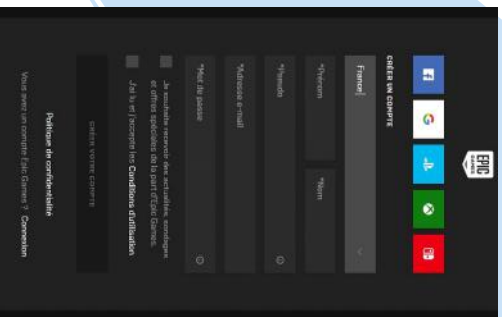 EPIC
GAMES
CRÉER UN COMPTE
France
*Prénom
*Nom
*Pseudo
*Adresse e-mail
*Mot de passe
Je souhaite recevoir des actualités, sondages
et offres spéciales de la part d'Epic Games.
J'ai lu et j'accepte les Conditions d'utilisation
CRÉER VOTRE COMPTE
Politique de confidentialité
Vous avez un compte Epic Games ? Connexion